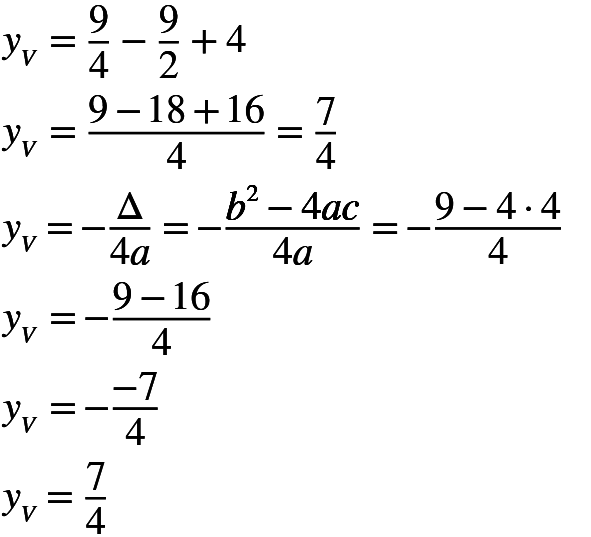 y_V = 9/4 − 9/2 + 4
y_V = (9 − 18 + 16)/4 = 7/4
y_V = −Δ/4a = −(b² − 4ac)/4a = −(9 − 4 · 4)/4
y_V = −(9 − 16)/4
y_V = −(−7)/4
y_V = 7/4